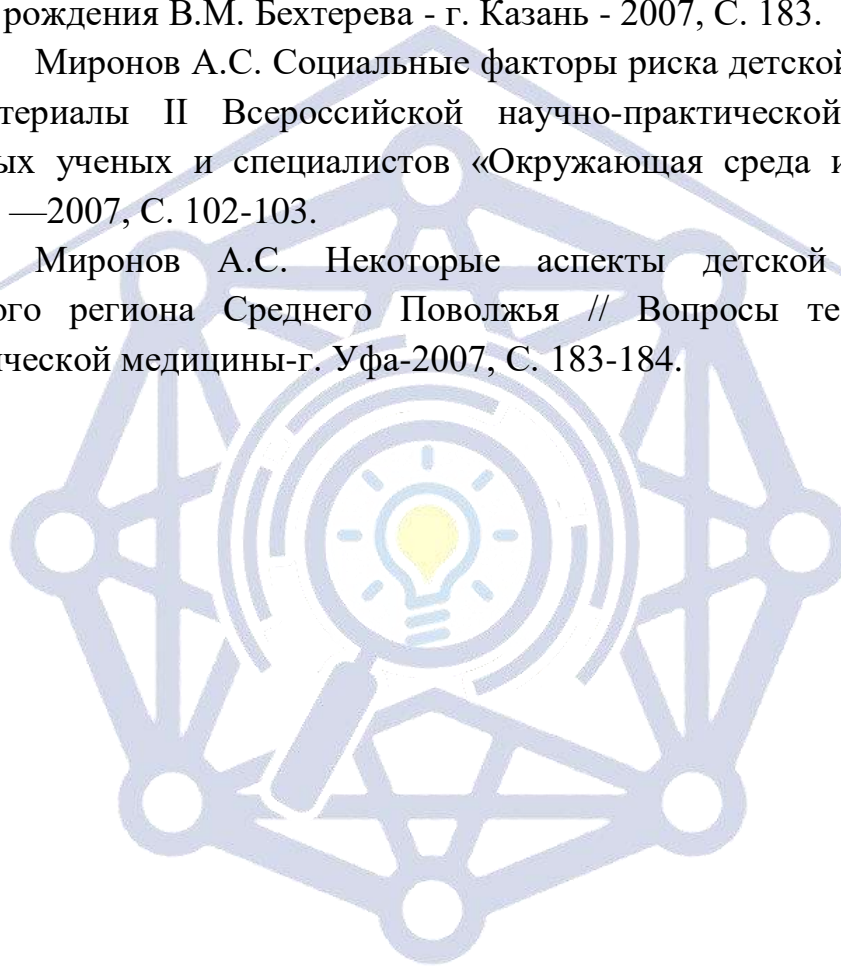 рождения В.М. Бехтерева - г. Казань - 2007, С. 183.
Миронов А.С. Социальные факторы риска детской
териалы II Всероссийской научно-практической
ых ученых и специалистов «Окружающая среда и
—2007, С. 102-103.
Миронов А.С. Некоторые аспекты детской
ого региона Среднего Поволжья // Вопросы те
ической медицины-г. Уфа-2007, С. 183-184.